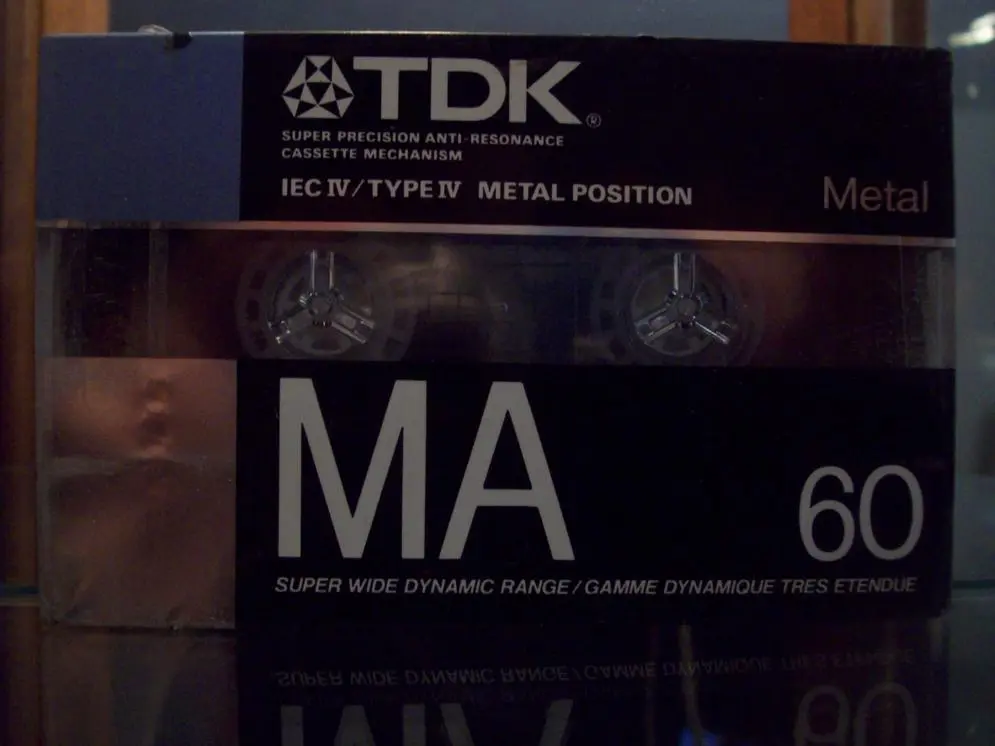 TDK®
SUPER PRECISION ANTI-RESONANCE
CASSETTE MECHANISM
IEC IV/TYPE IV METAL POSITION
Metal
MA
60
SUPER WIDE DYNAMIC RANGE/GAMME DYNAMIQUE TRES ETENDUE